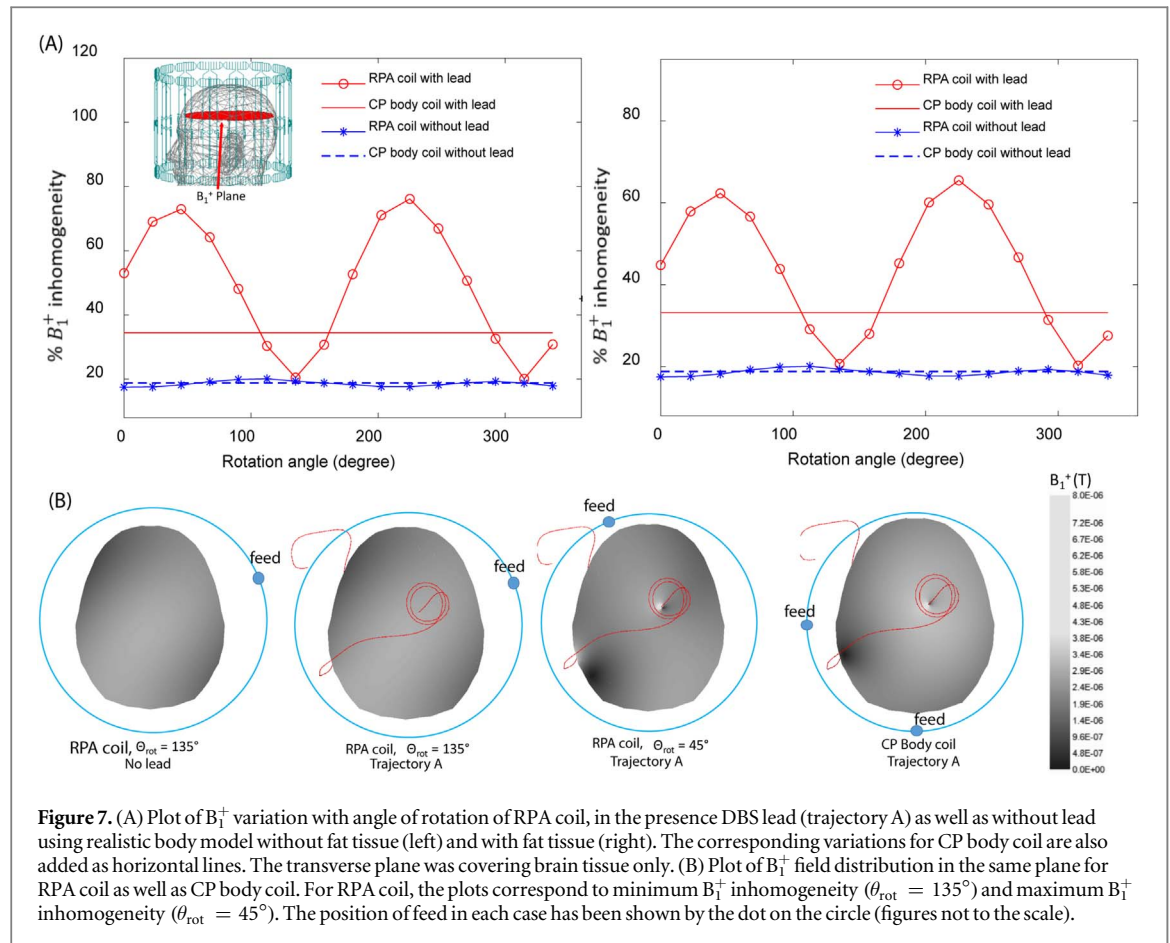 (A)
120
100
80
60
40
20
% B₁⁺ inhomogeneity
RPA coil with lead
CP body coil with lead
RPA coil without lead
CP body coil without lead
B₁⁺ Plane
0
100
200
300
Rotation angle (degree)
80
60
40
20
% B₁⁺ inhomogeneity
RPA coil with lead
CP body coil with lead
RPA coil without lead
CP body coil without lead
0
100
200
300
Rotation angle (degree)
(B)
feed
RPA coil, Θrot = 135°
No lead
feed
RPA coil, Θrot = 135°
Trajectory A
feed
RPA coil, Θrot = 45°
Trajectory A
feed
feed
CP Body coil
Trajectory A
B₁⁺ (T)
8.0E-06
7.2E-06
6.2E-06
5.8E-06
5.3E-06
4.8E-06
3.8E-06
3.4E-06
2.9E-06
2.4E-06
1.9E-06
1.4E-06
9.6E-07
4.8E-07
0.0E+00
Figure 7. (A) Plot of B₁⁺ variation with angle of rotation of RPA coil, in the presence DBS lead (trajectory A) as well as without lead
using realistic body model without fat tissue (left) and with fat tissue (right). The corresponding variations for CP body coil are also
added as horizontal lines. The transverse plane was covering brain tissue only. (B) Plot of B₁⁺ field distribution in the same plane for
RPA coil as well as CP body coil. For RPA coil, the plots correspond to minimum B₁⁺ inhomogeneity (θrot = 135°) and maximum B₁⁺
inhomogeneity (θrot = 45°). The position of feed in each case has been shown by the dot on the circle (figures not to the scale).